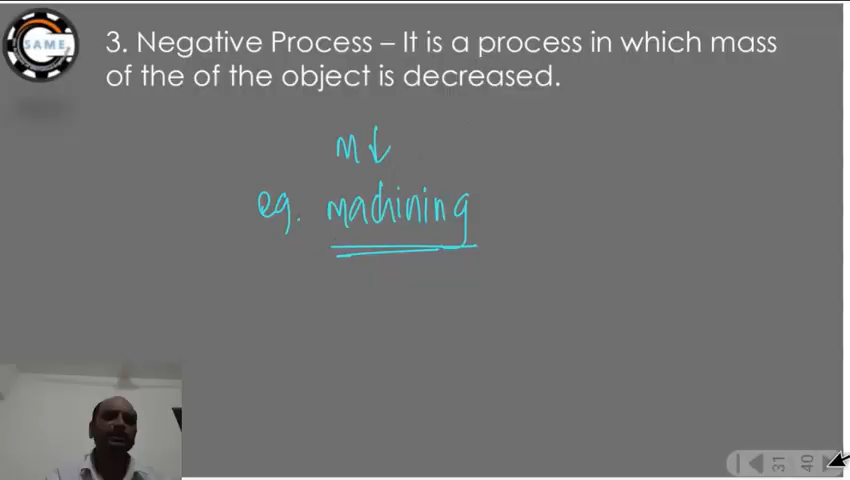 SAME
3. Negative Process – It is a process in which mass
of the of the object is decreased.
m↓
eg. machining
31
40